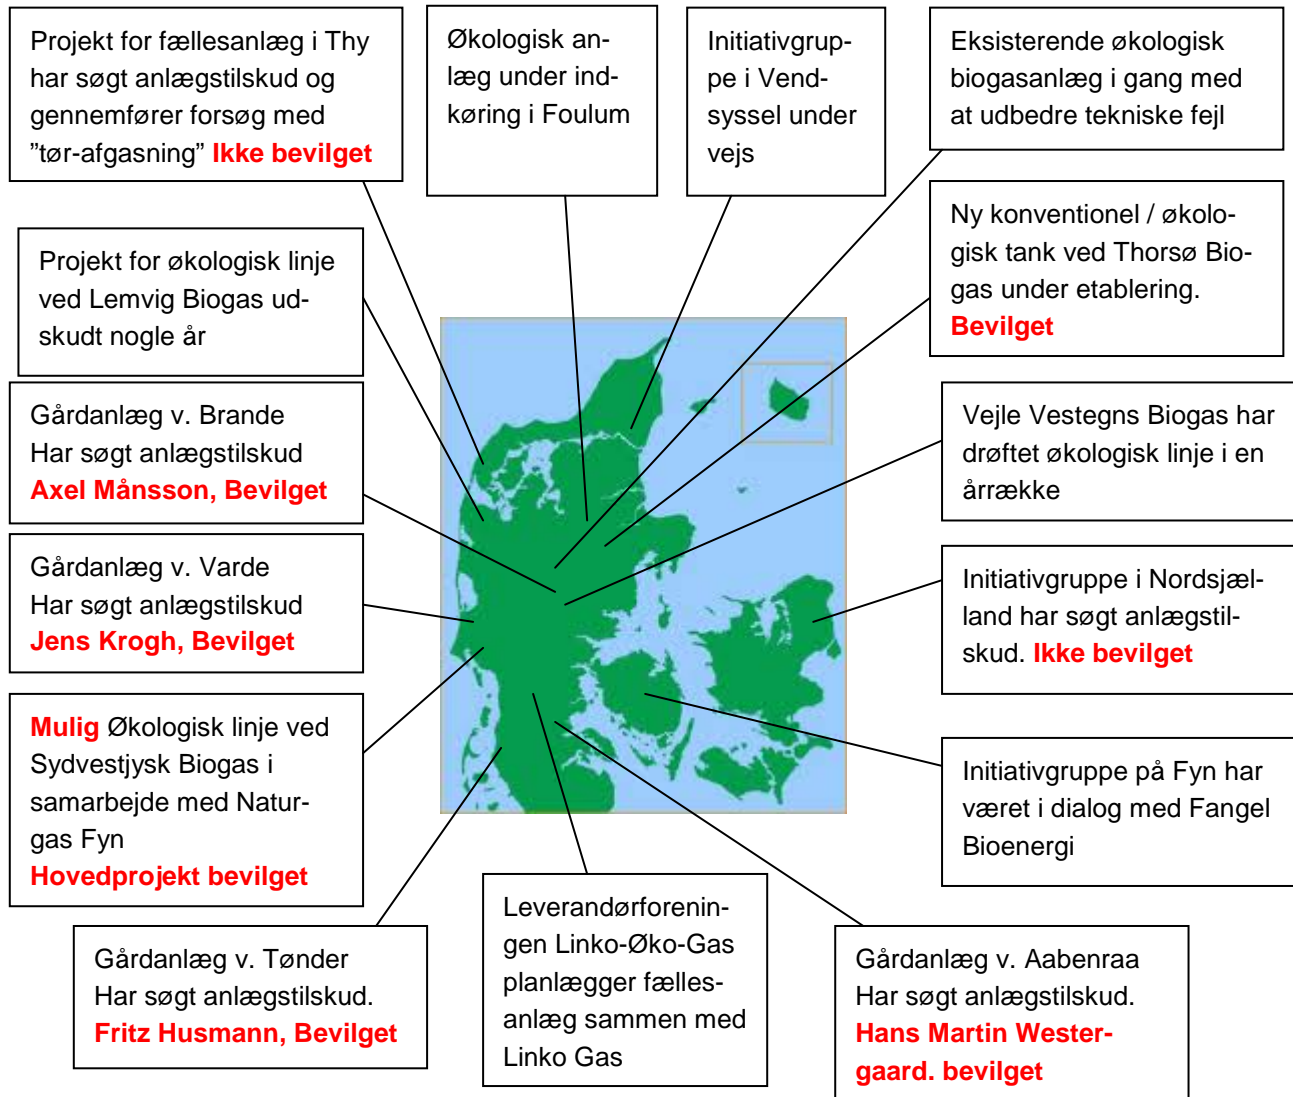 Projekt for fællesanlæg i Thy
har søgt anlægstilskud og
gennemfører forsøg med
”tør-afgasning” Ikke bevilget
Økologisk an-
læg under ind-
køring i Foulum
Initiativgrup-
pe i Vend-
syssel under
vejs
Eksisterende økologisk
biogasanlæg i gang med
at udbedre tekniske fejl
Ny konventionel / økolo-
gisk tank ved Thorsø Bio-
gas under etablering.
Bevilget
Projekt for økologisk linje
ved Lemvig Biogas ud-
skudt nogle år
Gårdanlæg v. Brande
Har søgt anlægstilskud
Axel Månsson, Bevilget
Vejle Vestegns Biogas har
drøftet økologisk linje i en
årrække
Gårdanlæg v. Varde
Har søgt anlægstilskud
Jens Krogh, Bevilget
Initiativgruppe i Nordsjæl-
land har søgt anlægstil-
skud. Ikke bevilget
Mulig Økologisk linje ved
Sydvestjysk Biogas i
samarbejde med Natur-
gas Fyn
Hovedprojekt bevilget
Initiativgruppe på Fyn har
været i dialog med Fangel
Bioenergi
Gårdanlæg v. Tønder
Har søgt anlægstilskud.
Fritz Husmann, Bevilget
Leverandørforenin-
gen Linko-Øko-Gas
planlægger fælles-
anlæg sammen med
Linko Gas
Gårdanlæg v. Aabenraa
Har søgt anlægstilskud.
Hans Martin Wester-
gaard. bevilget